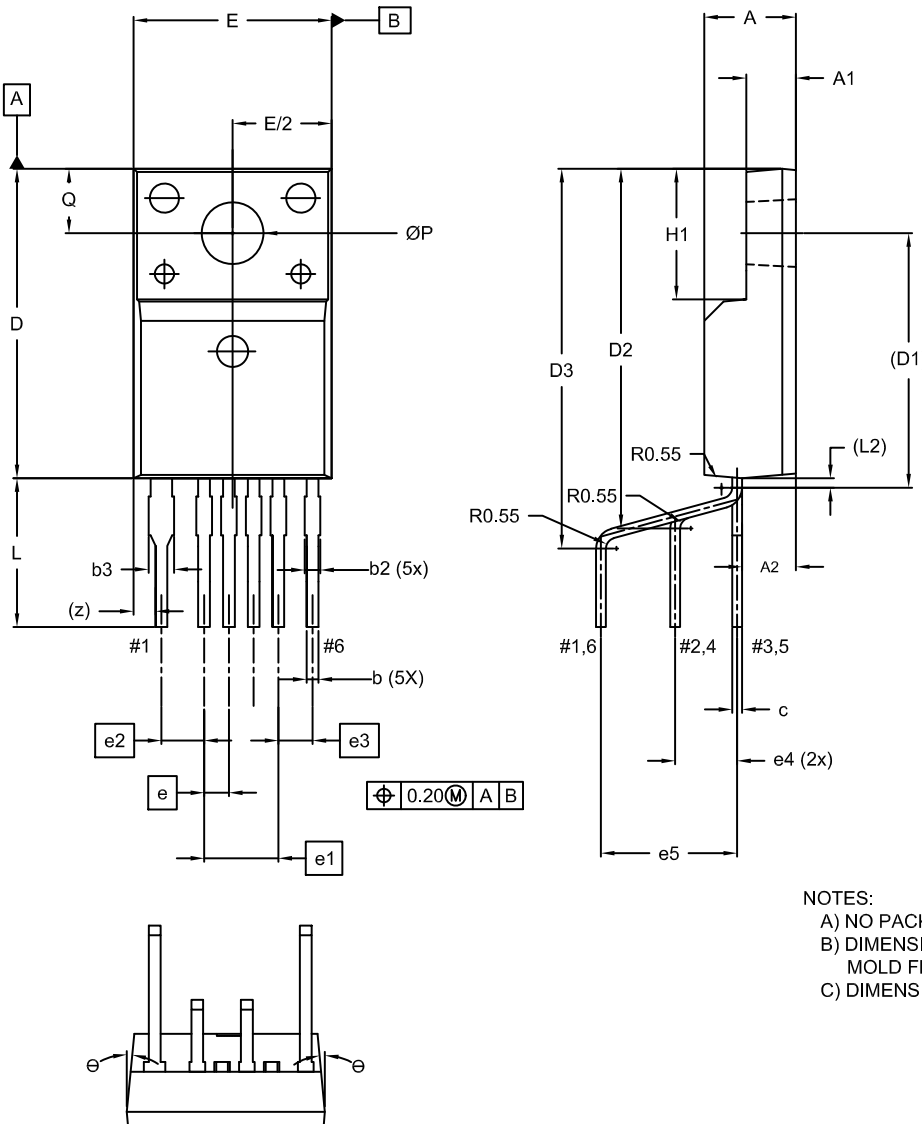 E
B
A
A1
A
E/2
Q
ØP
H1
D
D2
D3
(D1
(L2)
R0.55
R0.55
R0.55
L
b3
b2 (5x)
A2
(z)
#1
#6
#1,6
#2,4
#3,5
b (5X)
c
e2
e3
e4 (2x)
e
⌖ 0.20Ⓜ A B
e1
e5
NOTES:
A) NO PACK
B) DIMENSI
MOLD FL
C) DIMENS
Ө
Ө